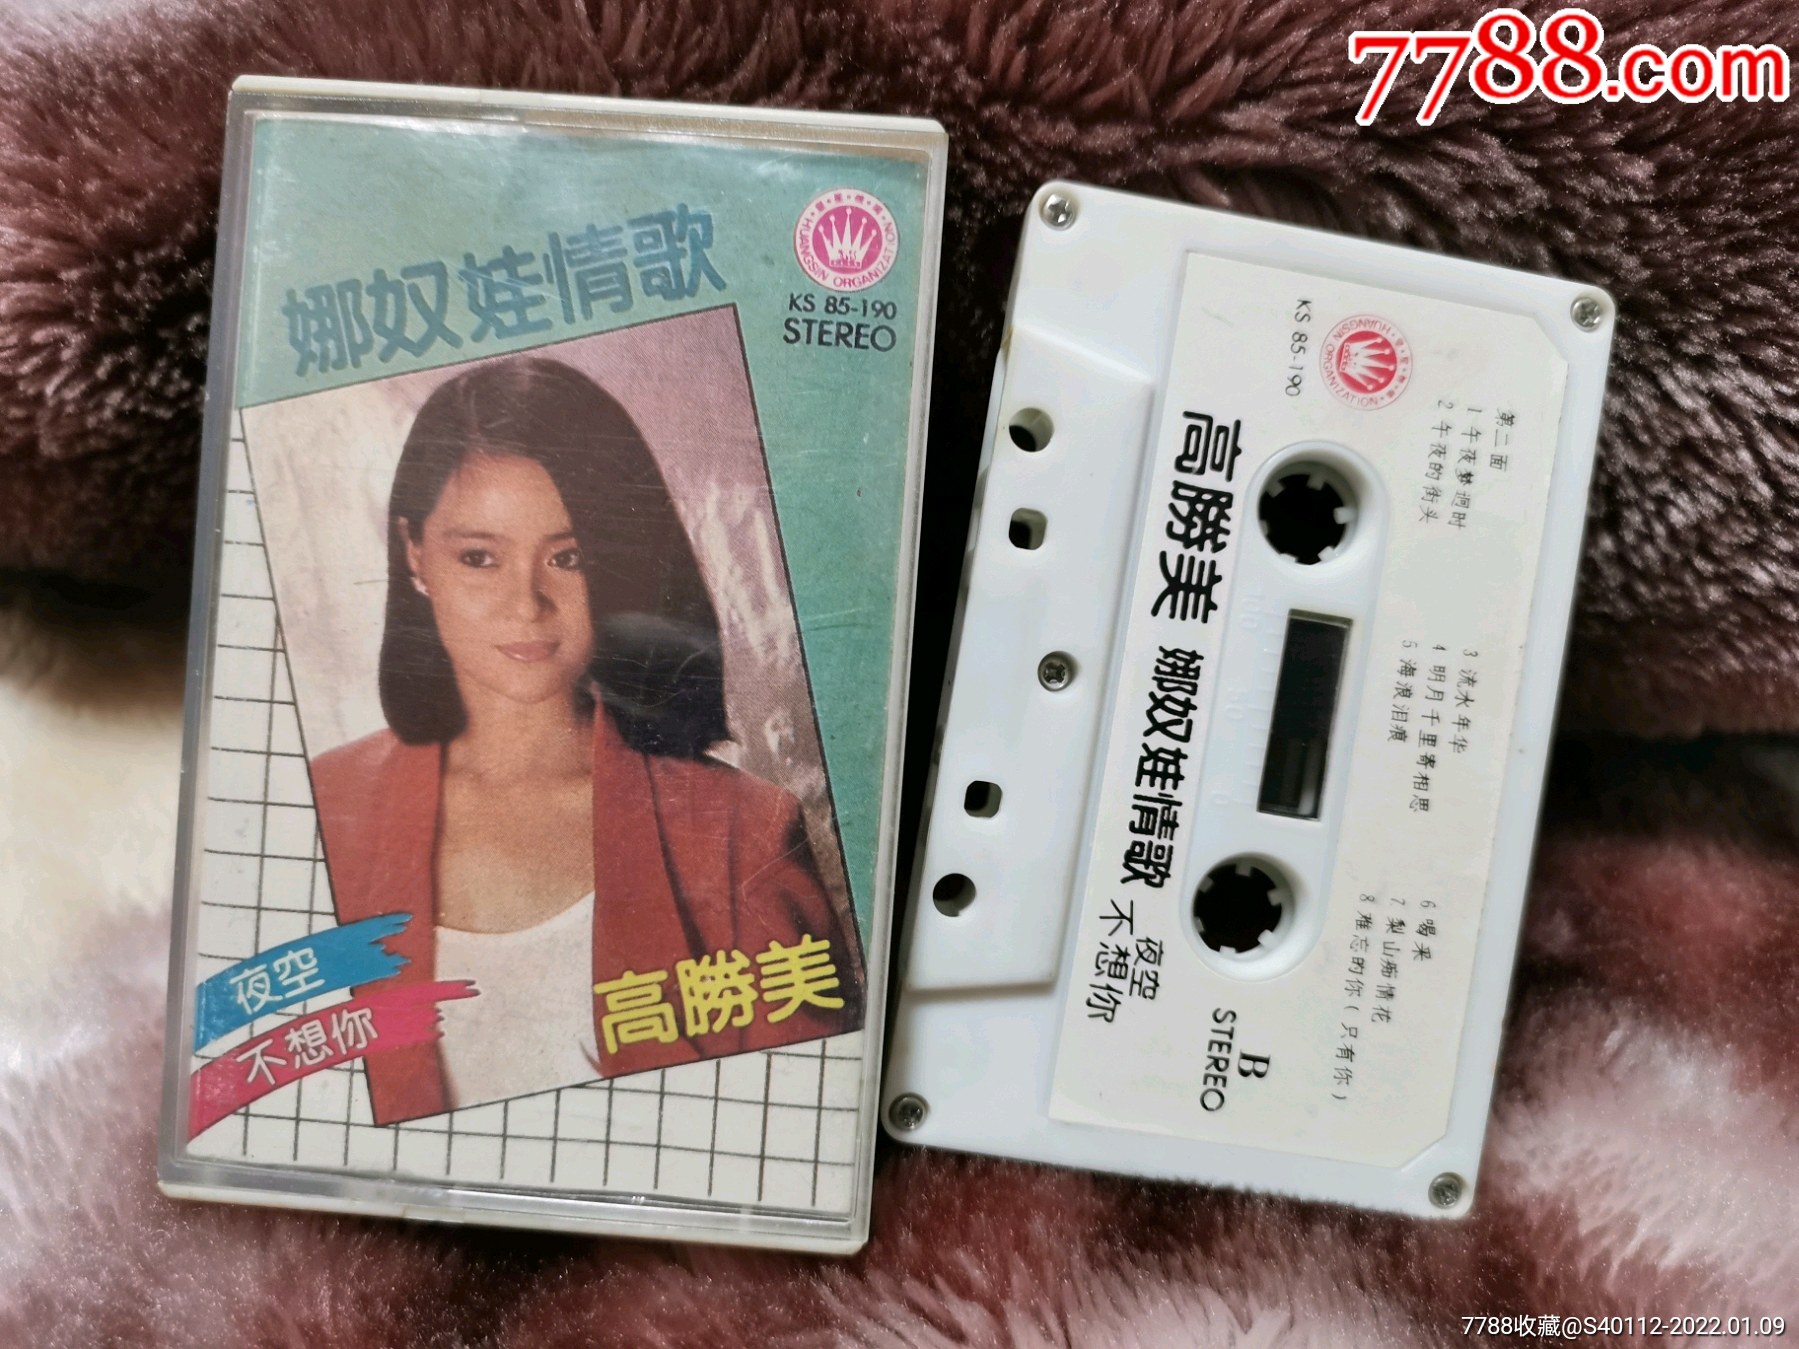 7788.com
娜奴娃情歌
HUANGSIN ORGANIZATION
KS 85-190
STEREO
夜空
不想你
高勝美
KS 85-190
HUANGSIN ORGANIZATION
高勝美 娜奴娃情歌 夜空
不想你
第二面
1 午夜梦迴时
2 午夜的街头
3 流水年华
4 明月千里寄相思
5 海浪泪痕
6 喝采
7 梨山痴情花
8 难忘的你(只有你)
B
STEREO
7788收藏@S40112-2022.01.09